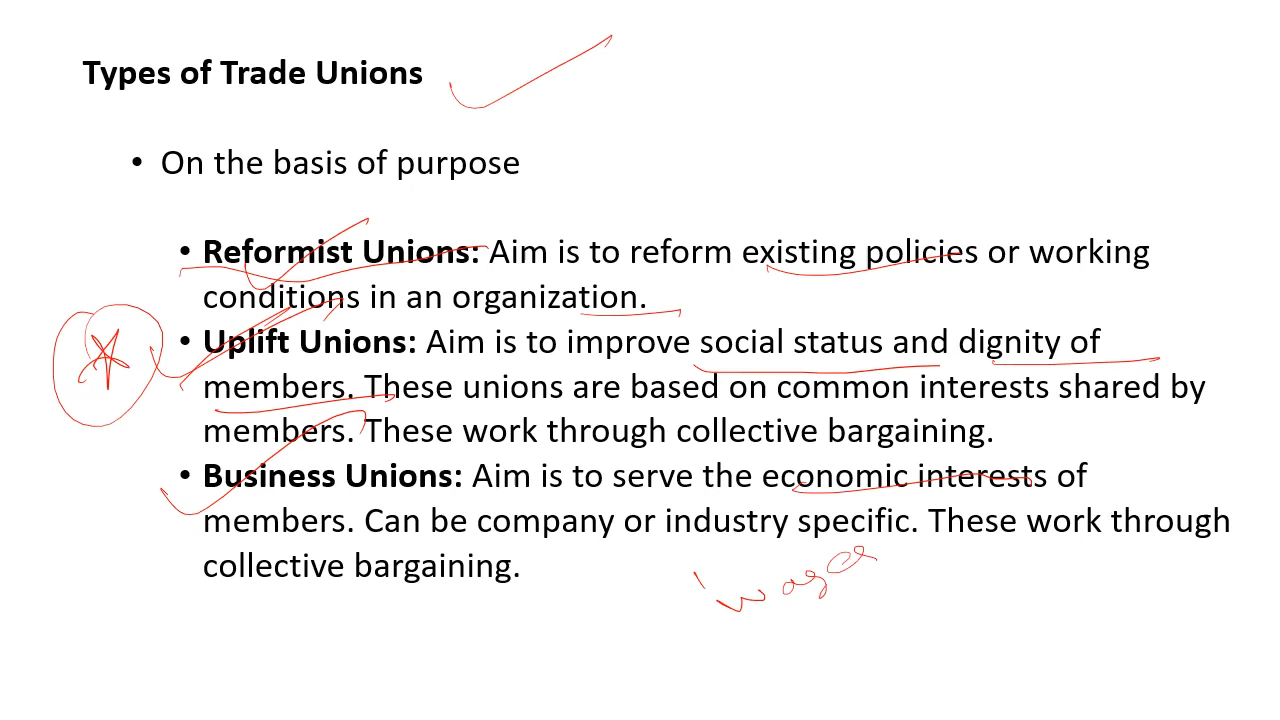 Types of Trade Unions
• On the basis of purpose
• Reformist Unions: Aim is to reform existing policies or working
conditions in an organization.
• Uplift Unions: Aim is to improve social status and dignity of
members. These unions are based on common interests shared by
members. These work through collective bargaining.
• Business Unions: Aim is to serve the economic interests of
members. Can be company or industry specific. These work through
collective bargaining.
wages